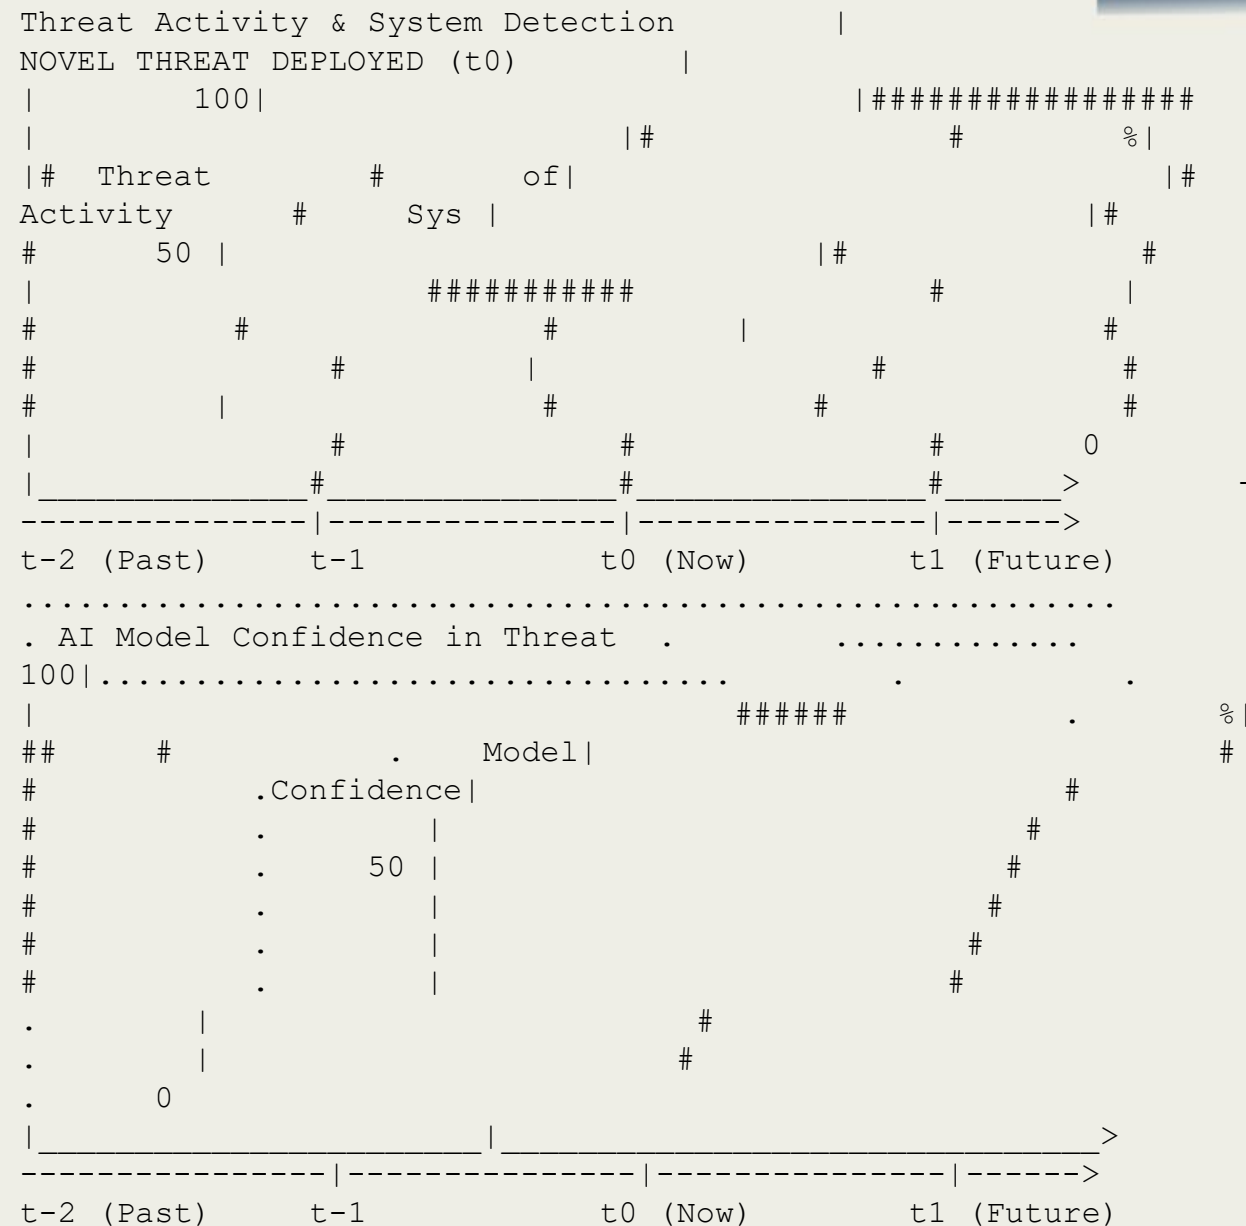 Threat Activity & System Detection |
NOVEL THREAT DEPLOYED (t0) |
| 100| |#################
| |# # %|
|# Threat # of| |#
Activity # Sys | |#
# 50 | |# #
| ########### # |
# # # | #
# # | # #
# | # # #
| # # # 0
|______________#_______________#_______________#______> -
---------------|---------------|---------------|------>
t-2 (Past) t-1 t0 (Now) t1 (Future)
.........................................................
. AI Model Confidence in Threat . .............
100|................................. . .
| ###### . %|
## # . Model| #
# .Confidence| #
# . | #
# . 50 | #
# . | #
# . | #
# . | #
. | #
. | #
. 0
|_______________________|_______________________________>
----------------|---------------|---------------|------>
t-2 (Past) t-1 t0 (Now) t1 (Future)